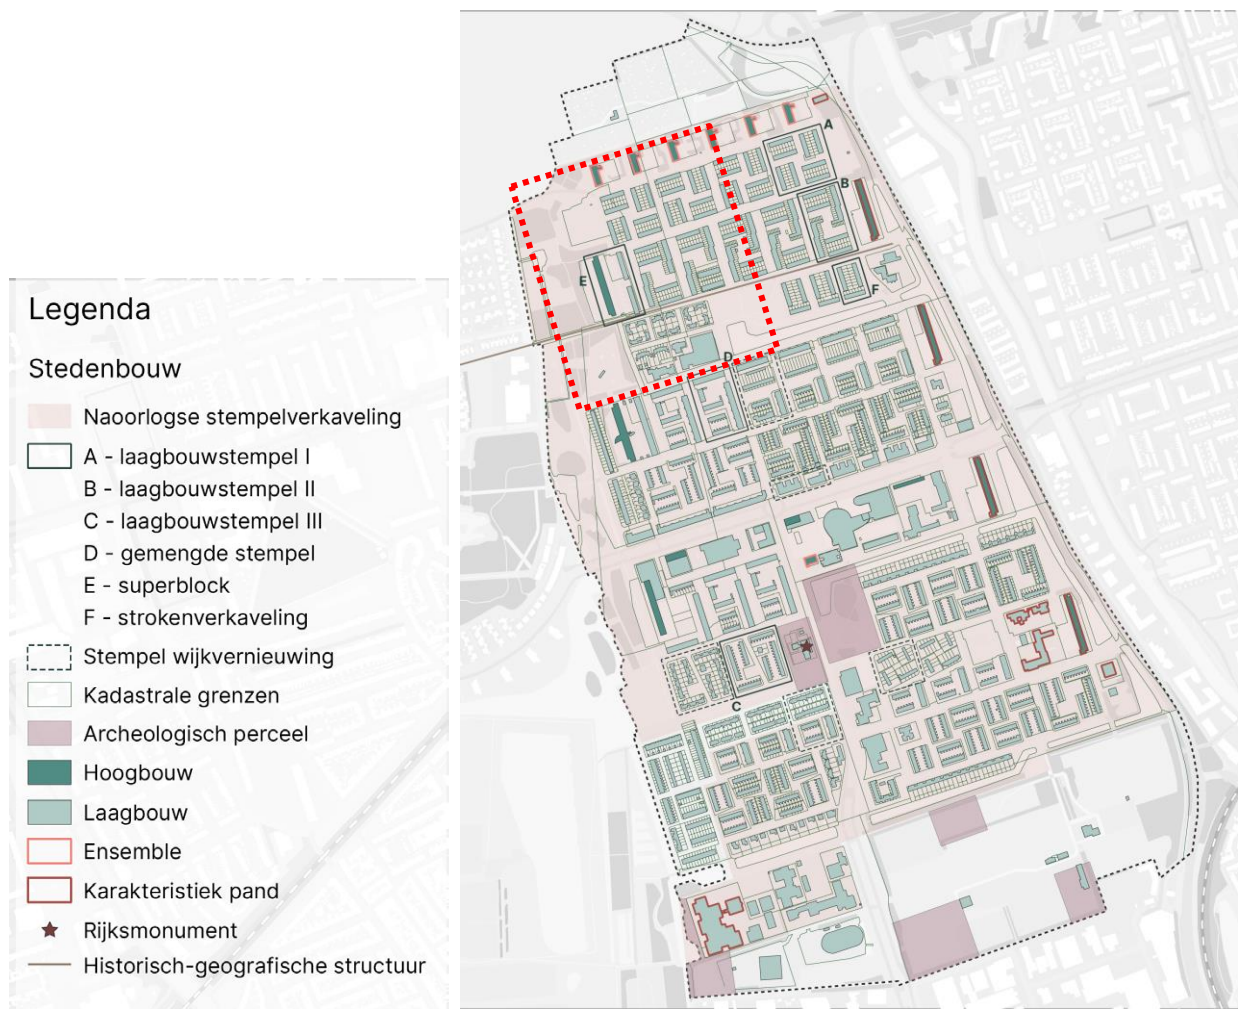 A
B
E
F
D
C
Legenda
Stedenbouw
Naoorlogse stempelverkaveling
A - laagbouwstempel I
B - laagbouwstempel II
C - laagbouwstempel III
D - gemengde stempel
E - superblock
F - strokenverkaveling
Stempel wijkvernieuwing
Kadastrale grenzen
Archeologisch perceel
Hoogbouw
Laagbouw
Ensemble
Karakteristiek pand
Rijksmonument
Historisch-geografische structuur